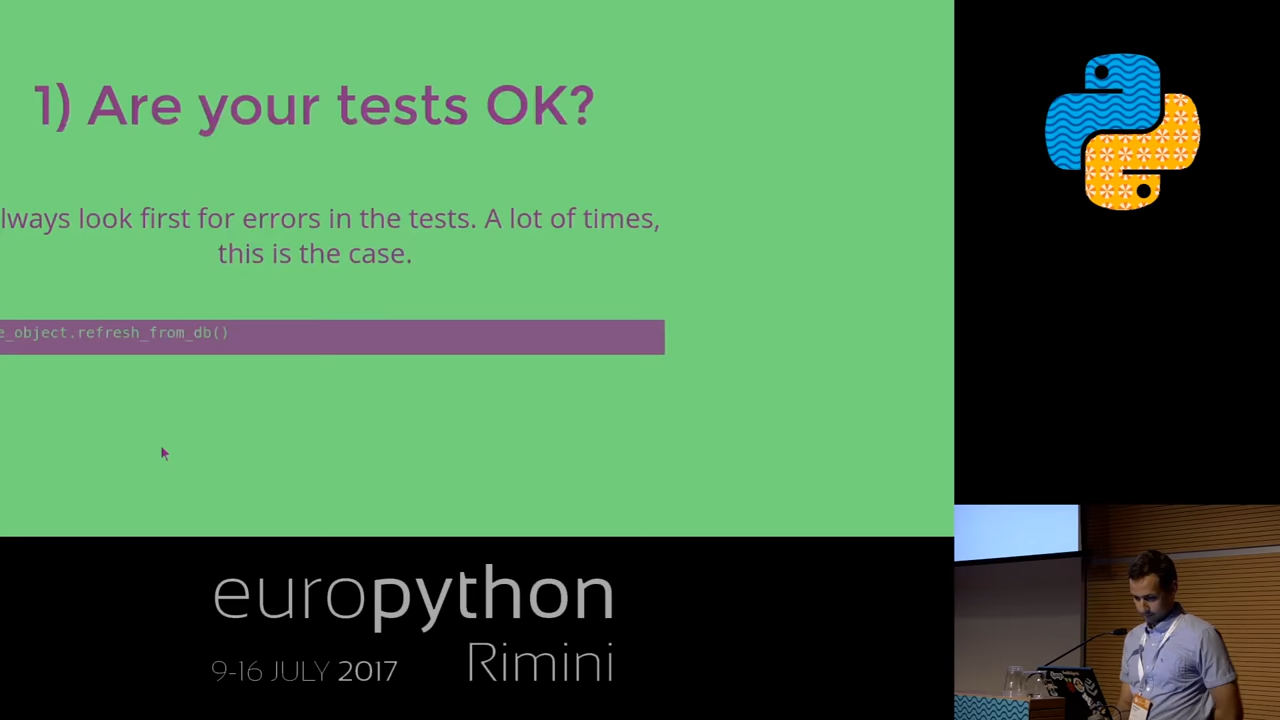 1) Are your tests OK?
lways look first for errors in the tests. A lot of times,
this is the case.
e_object.refresh_from_db()
europython
9-16 JULY 2017 Rimini